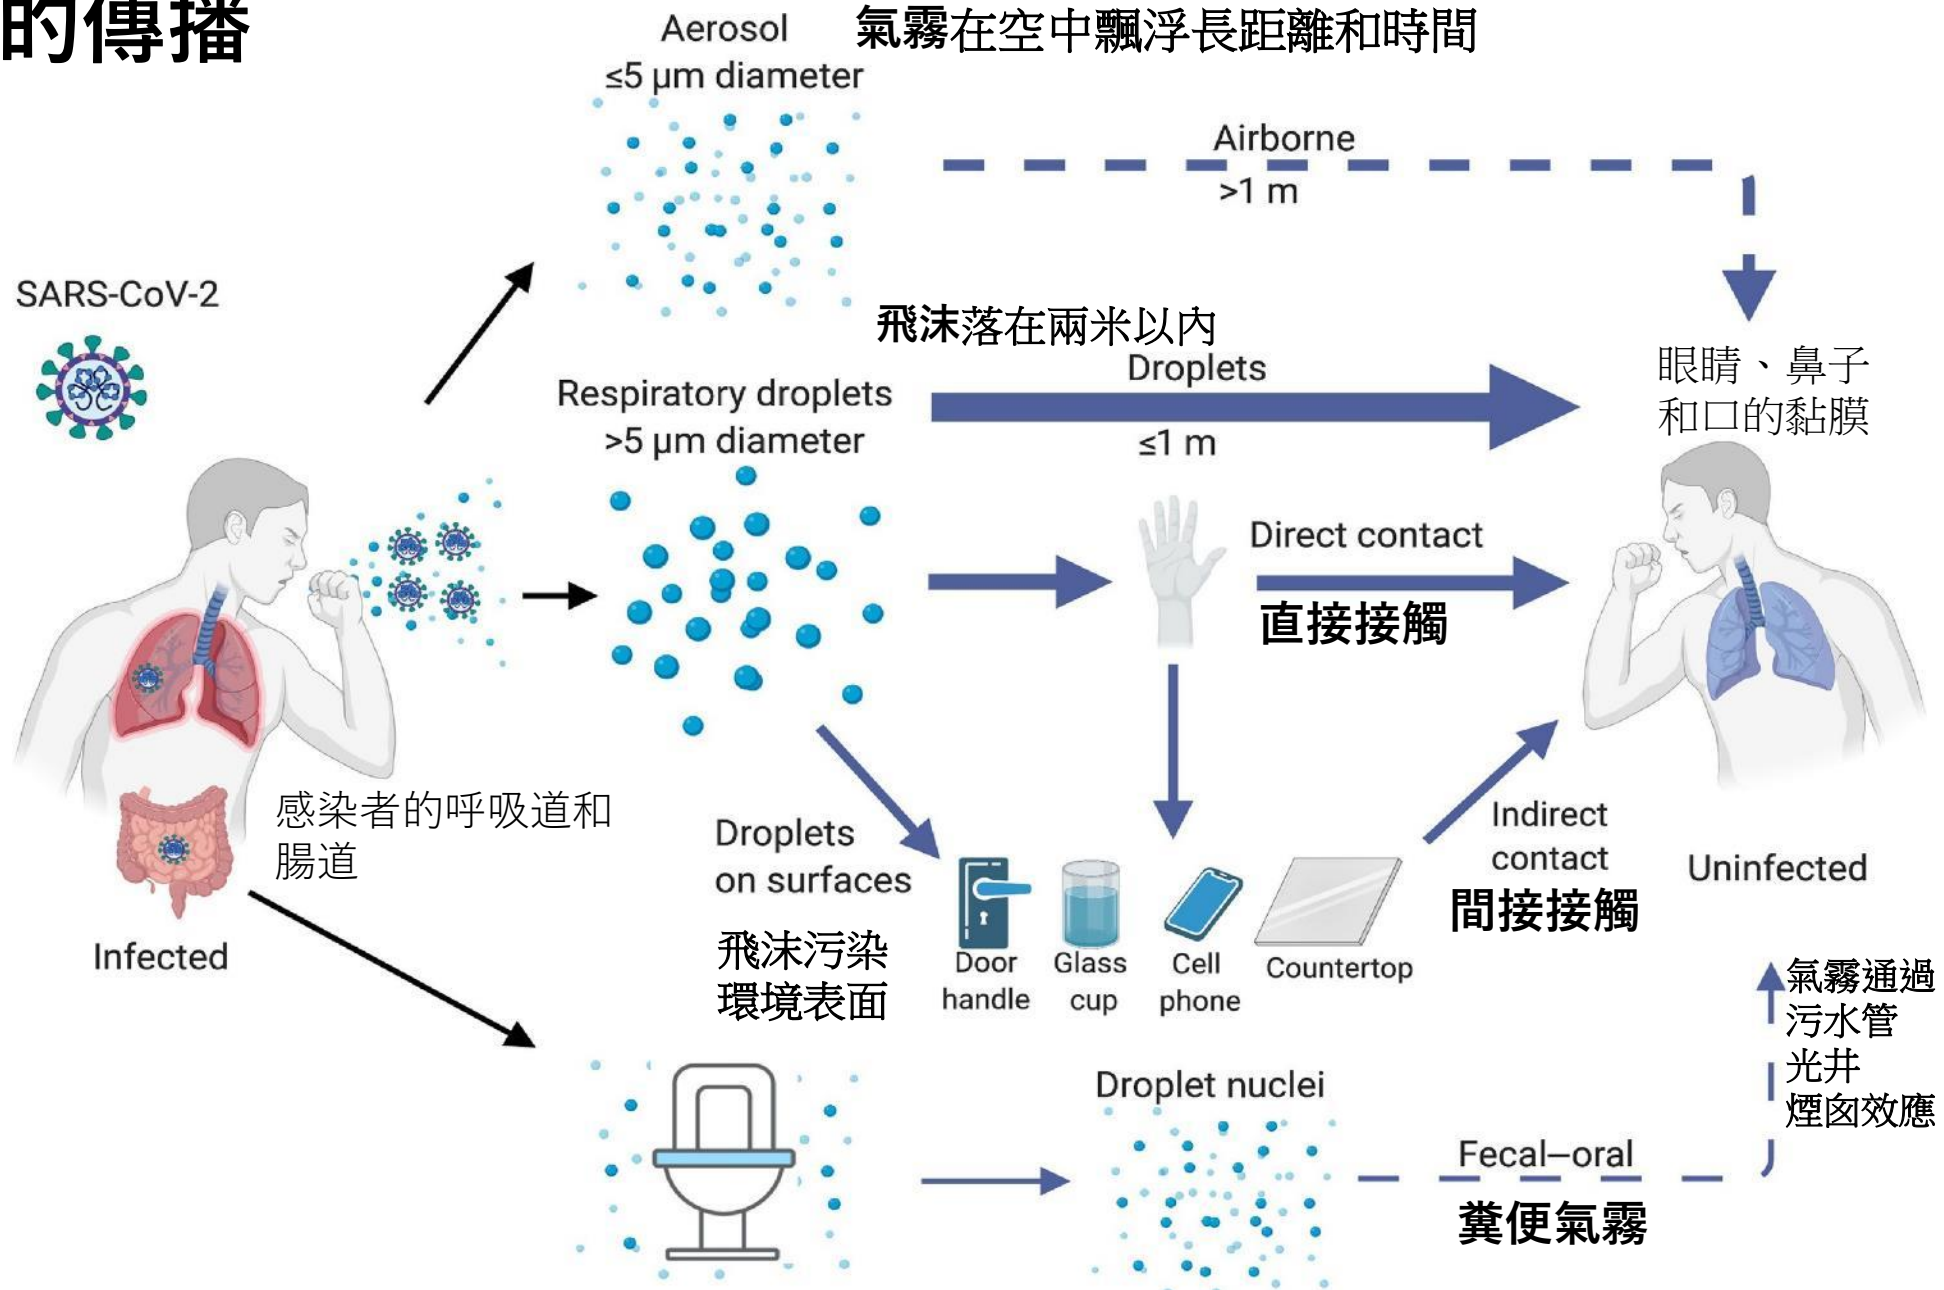 的傳播
Aerosol
≤5 µm diameter
氣霧在空中飄浮長距離和時間
Airborne
>1 m
SARS-CoV-2
飛沫落在兩米以內
Droplets
≤1 m
Respiratory droplets
>5 µm diameter
眼睛、鼻子
和口的黏膜
Direct contact
直接接觸
感染者的呼吸道和
腸道
Infected
Droplets
on surfaces
飛沫污染
環境表面
Door
handle
Glass
cup
Cell
phone
Countertop
Indirect
contact
間接接觸
Uninfected
氣霧通過
污水管
光井
煙囪效應
Droplet nuclei
Fecal–oral
糞便氣霧